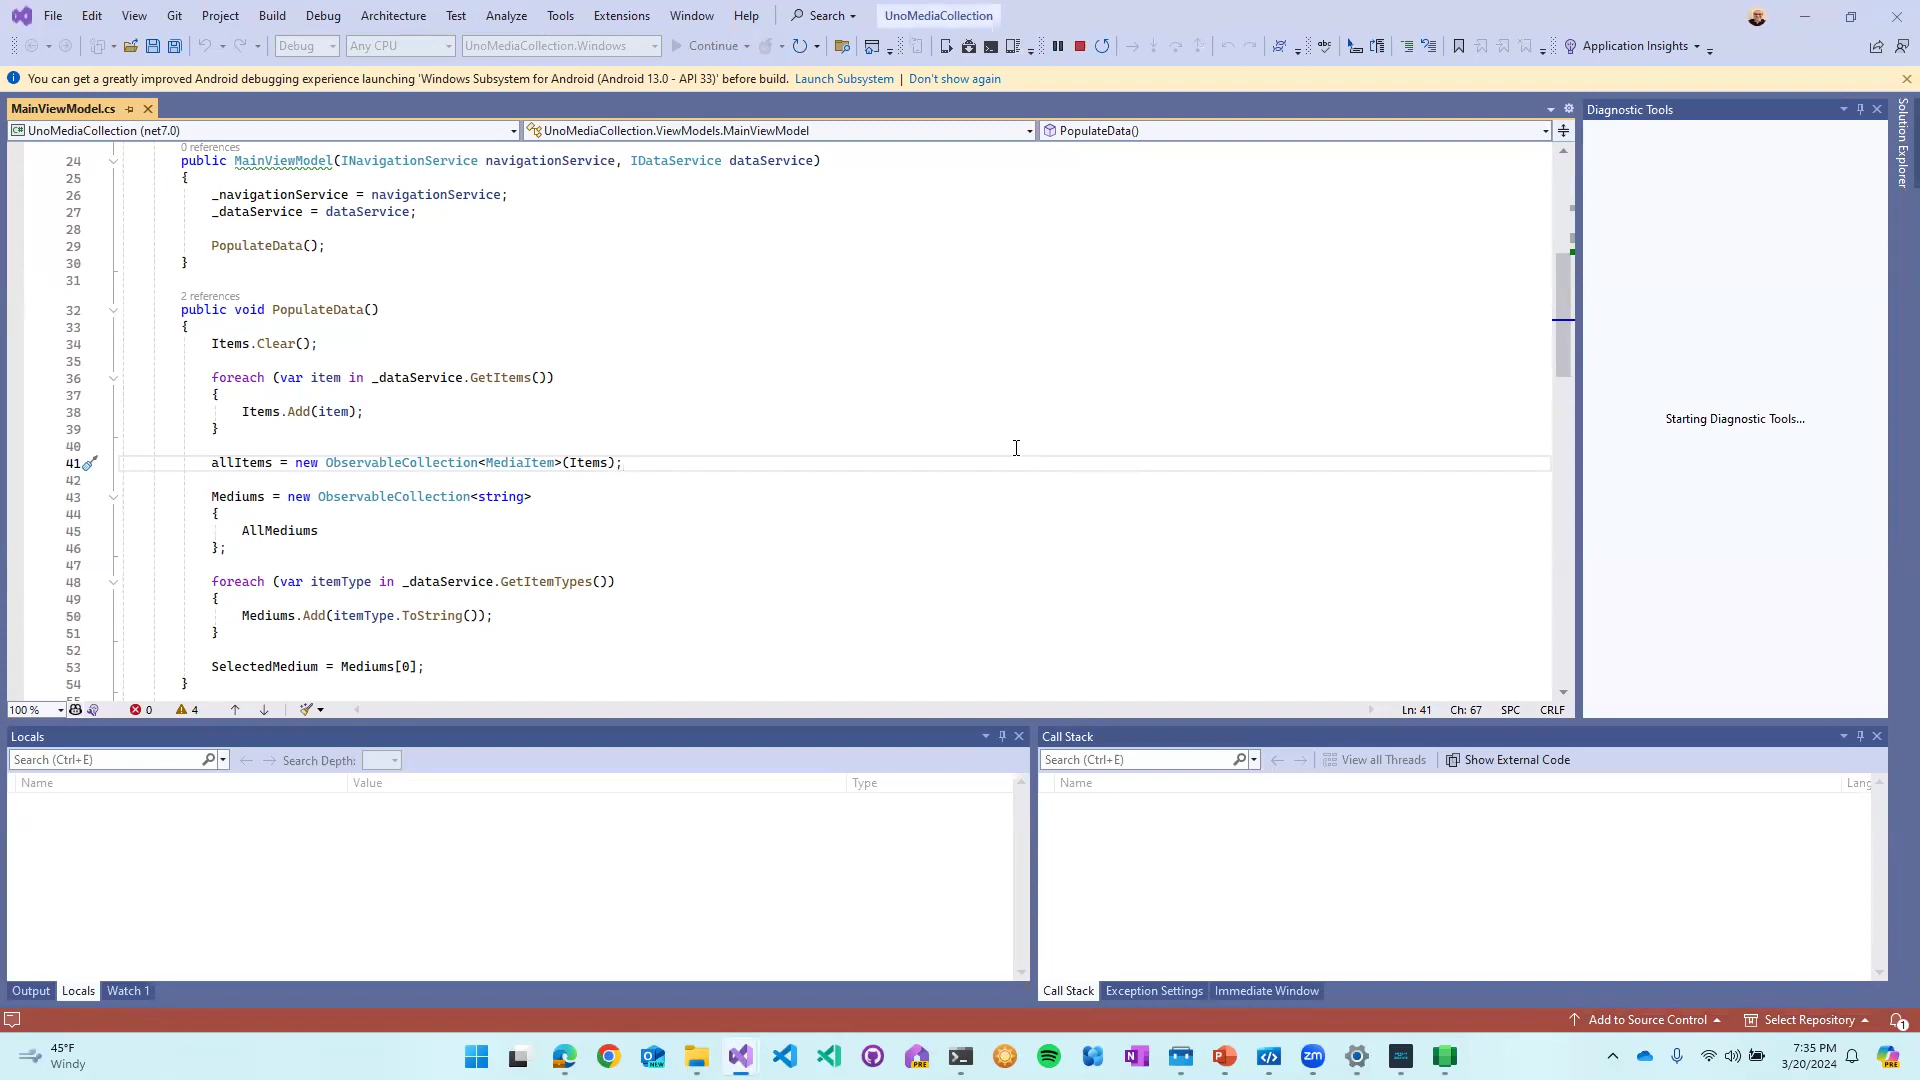 File Edit View Git Project Build Debug Architecture Test Analyze Tools Extensions Window Help Search UnoMediaCollection
Debug Any CPU UnoMediaCollection.Windows Continue Application Insights
You can get a greatly improved Android debugging experience launching 'Windows Subsystem for Android (Android 13.0 - API 33)' before build. Launch Subsystem | Don't show again
MainViewModel.cs
Diagnostic Tools
Solution Explorer
UnoMediaCollection (net7.0) UnoMediaCollection.ViewModels.MainViewModel PopulateData()
0 references
24 public MainViewModel(INavigationService navigationService, IDataService dataService)
25 {
26 _navigationService = navigationService;
27 _dataService = dataService;
28
29 PopulateData();
30 }
31
2 references
32 public void PopulateData()
33 {
34 Items.Clear();
35
36 foreach (var item in _dataService.GetItems())
37 {
38 Items.Add(item);
39 }
40
41 allItems = new ObservableCollection<MediaItem>(Items);
42
43 Mediums = new ObservableCollection<string>
44 {
45 AllMediums
46 };
47
48 foreach (var itemType in _dataService.GetItemTypes())
49 {
50 Mediums.Add(itemType.ToString());
51 }
52
53 SelectedMedium = Mediums[0];
54 }
Starting Diagnostic Tools...
100 % 0 4 Ln: 41 Ch: 67 SPC CRLF
Locals
Search (Ctrl+E) Search Depth:
Name Value Type
Output Locals Watch 1
Call Stack
Search (Ctrl+E) View all Threads Show External Code
Name Lang
Call Stack Exception Settings Immediate Window
Add to Source Control Select Repository 1
45°F
Windy
7:35 PM
3/20/2024